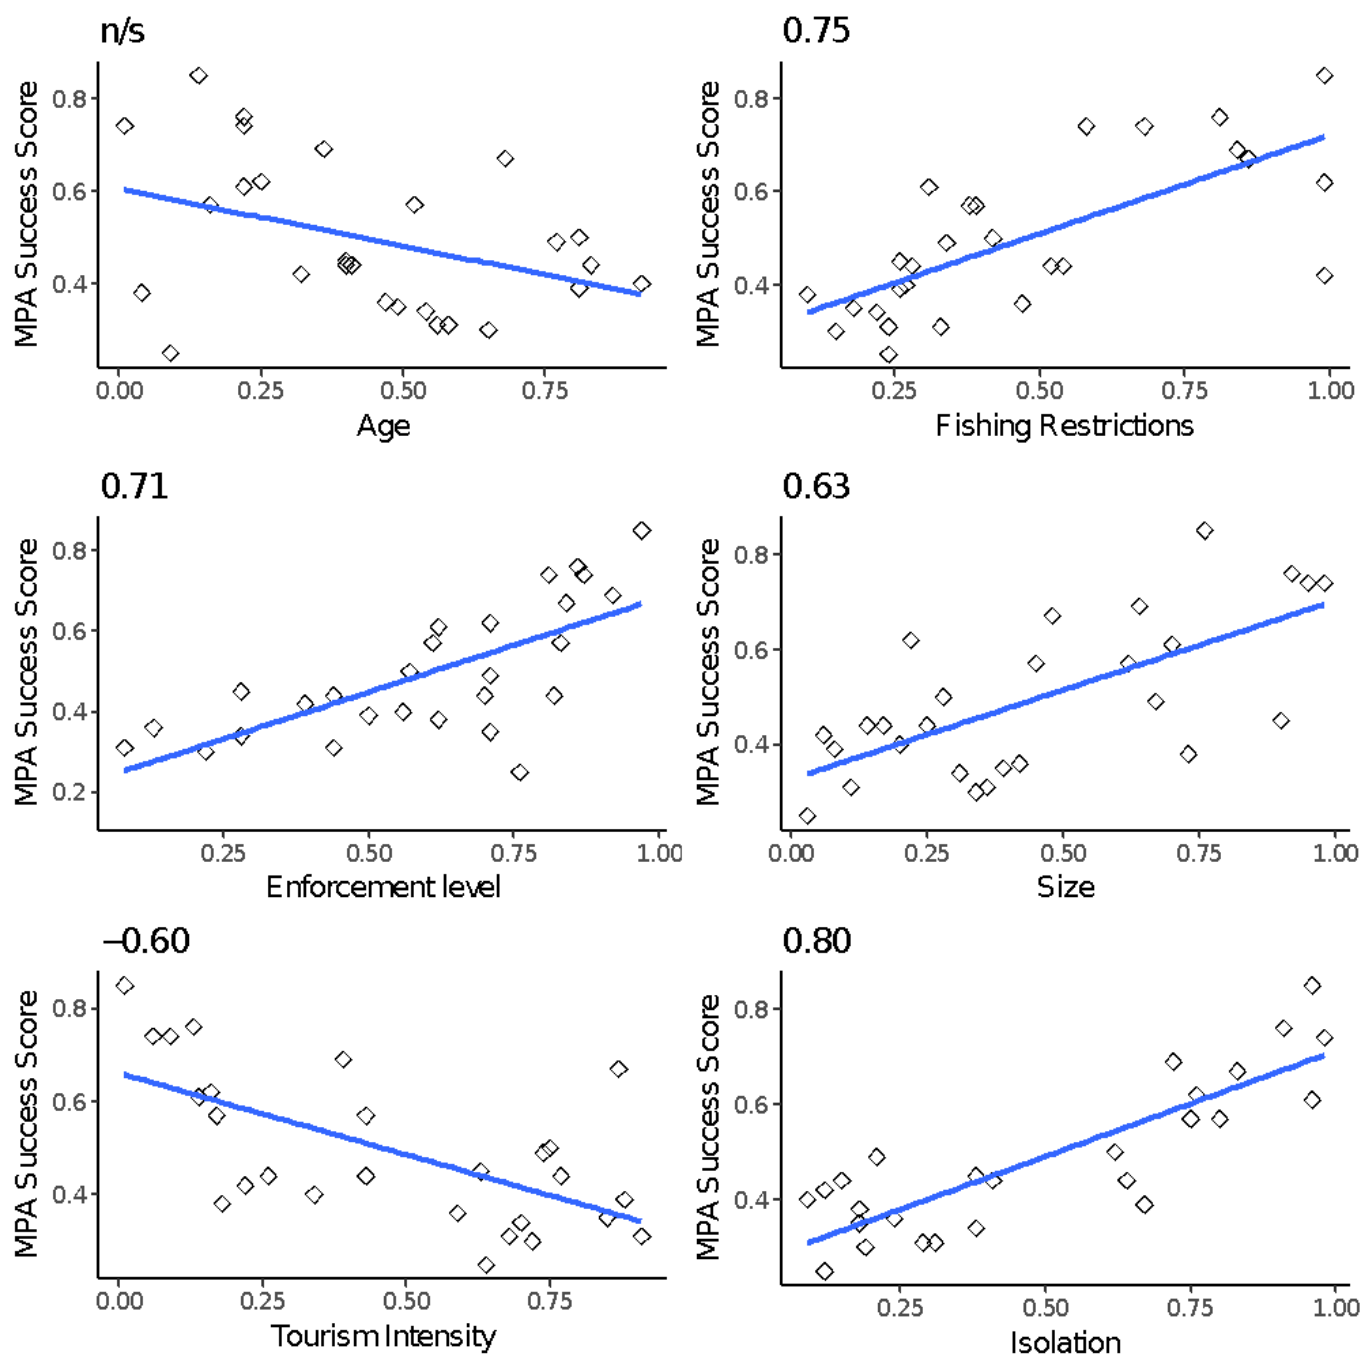 n/s
MPA Success Score
0.8
0.6
0.4
0.00 0.25 0.50 0.75
Age
0.75
MPA Success Score
0.8
0.6
0.4
0.25 0.50 0.75 1.00
Fishing Restrictions
0.71
MPA Success Score
0.8
0.6
0.4
0.2
0.25 0.50 0.75 1.00
Enforcement level
0.63
MPA Success Score
0.8
0.6
0.4
0.00 0.25 0.50 0.75 1.00
Size
−0.60
MPA Success Score
0.8
0.6
0.4
0.00 0.25 0.50 0.75
Tourism Intensity
0.80
MPA Success Score
0.8
0.6
0.4
0.25 0.50 0.75 1.00
Isolation